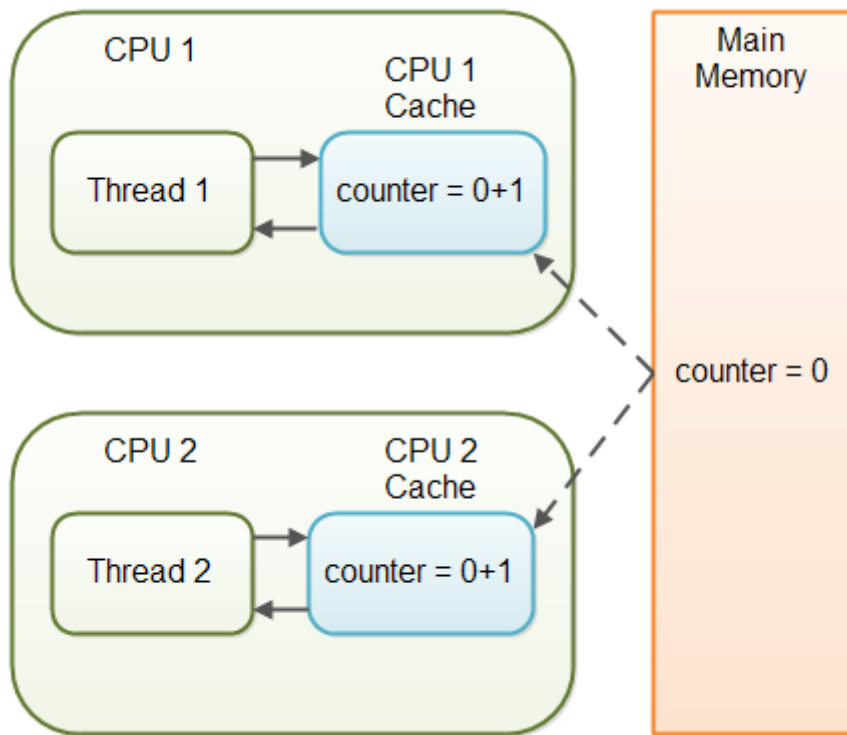 CPU 1
CPU 1
Cache
Thread 1
counter = 0+1
CPU 2
CPU 2
Cache
Thread 2
counter = 0+1
Main
Memory
counter = 0